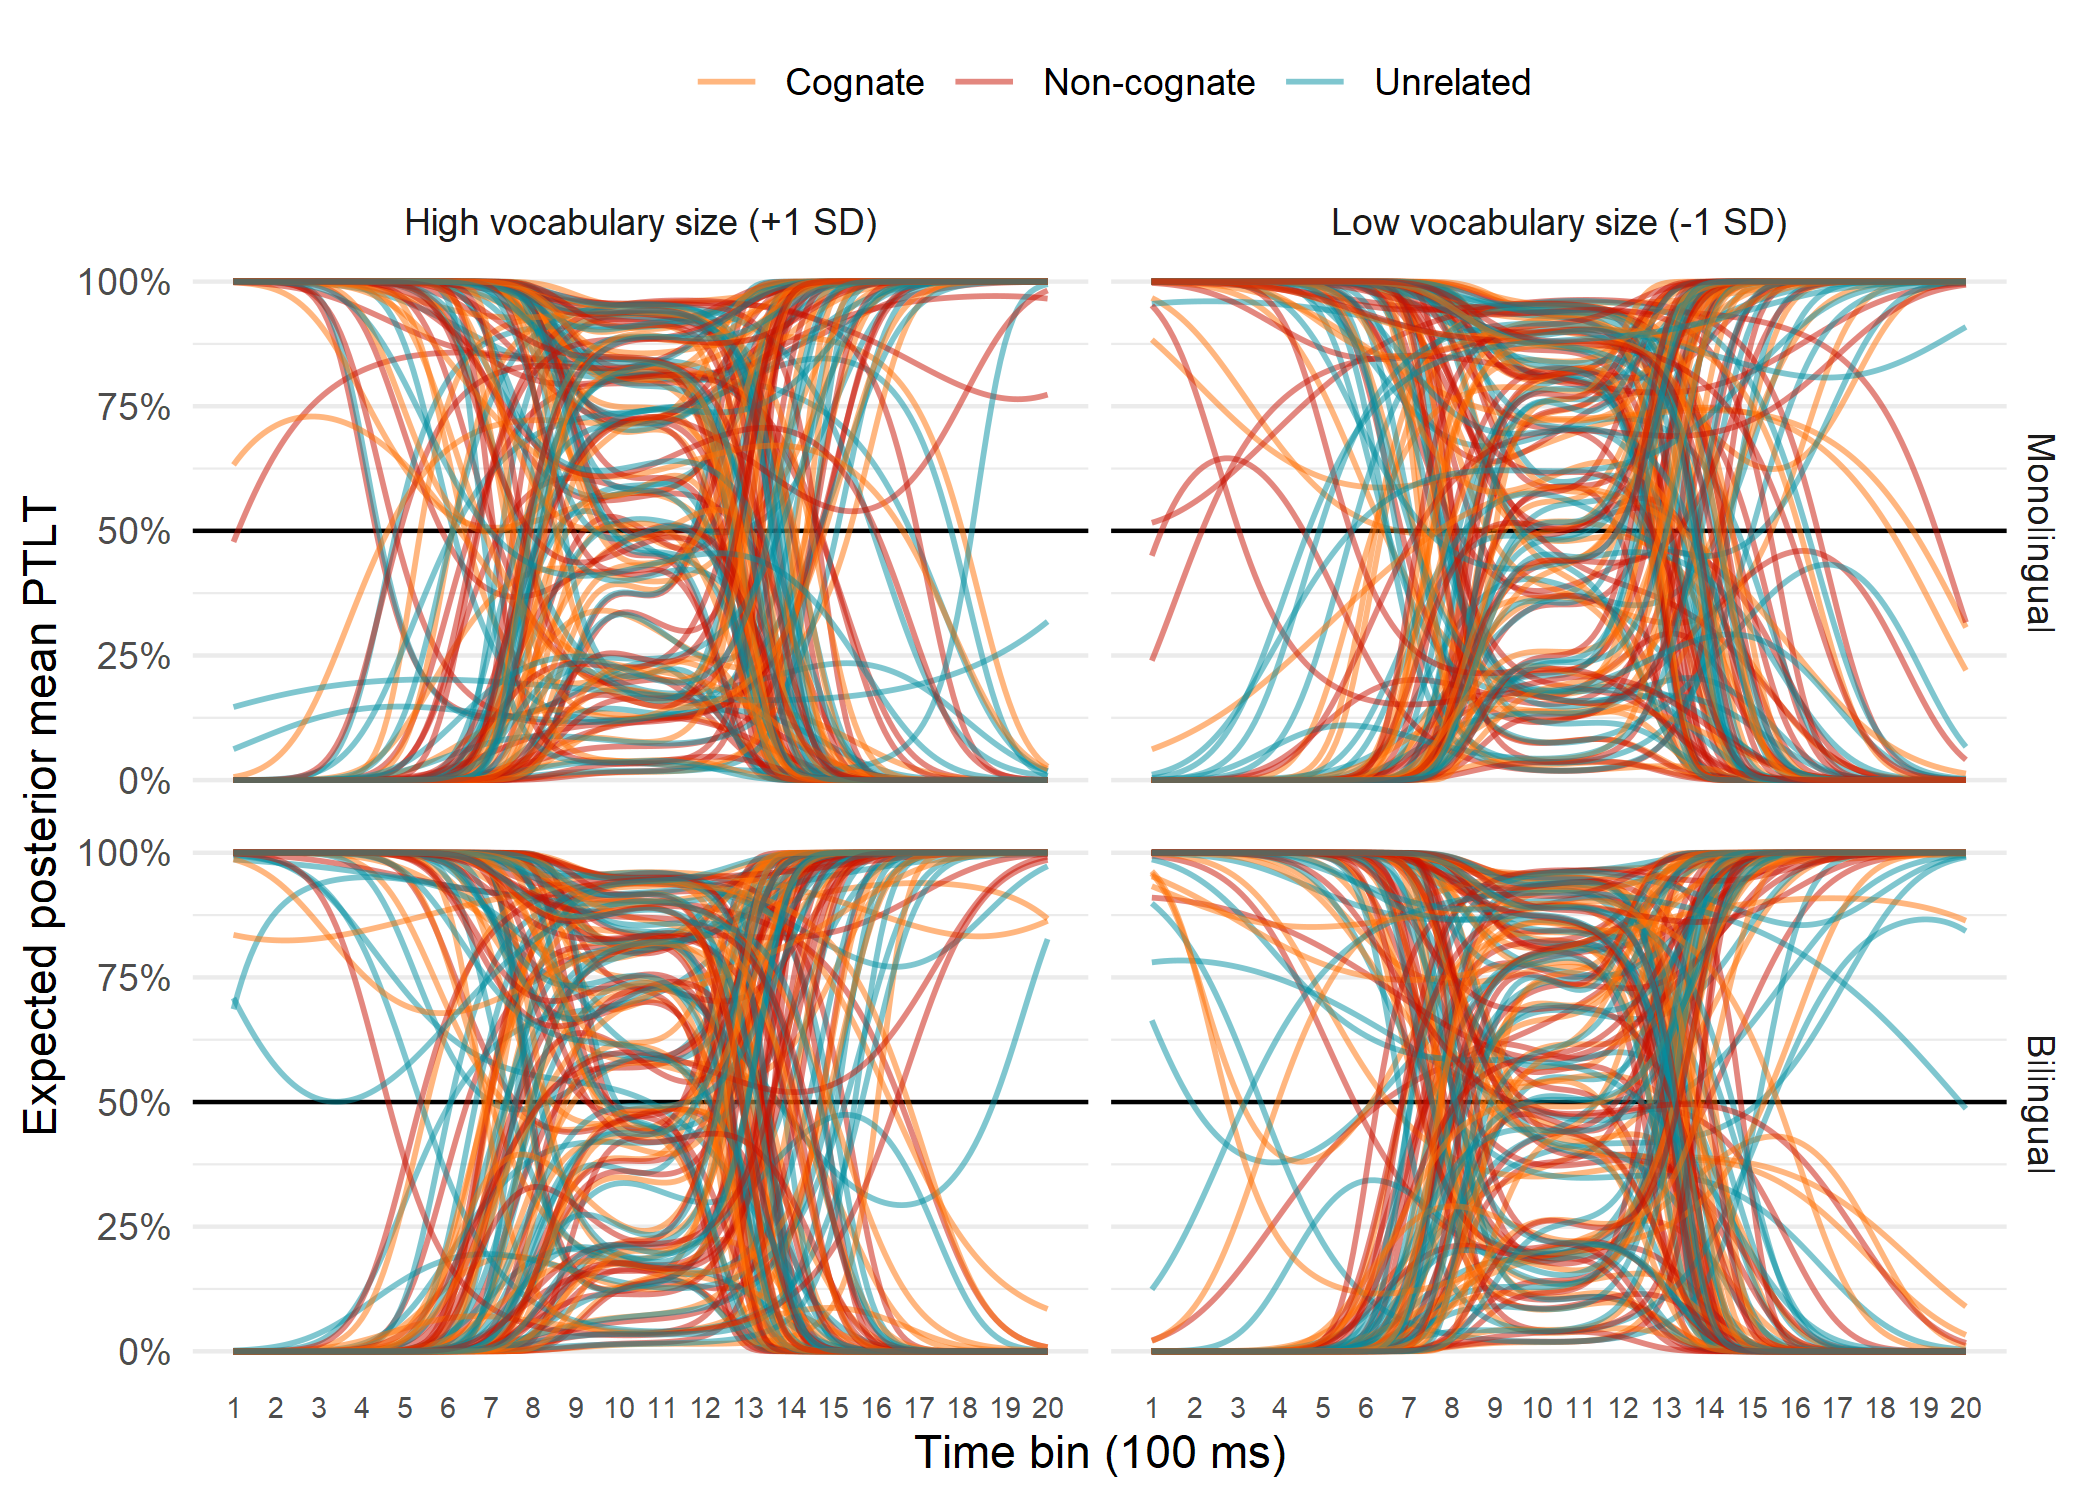 Cognate Non-cognate Unrelated
High vocabulary size (+1 SD) Low vocabulary size (-1 SD)
100%
75%
50%
25%
0%
Monolingual
100%
75%
50%
25%
0%
Bilingual
Expected posterior mean PTLT
1 2 3 4 5 6 7 8 9 10 11 12 13 14 15 16 17 18 19 20 1 2 3 4 5 6 7 8 9 10 11 12 13 14 15 16 17 18 19 20
Time bin (100 ms)